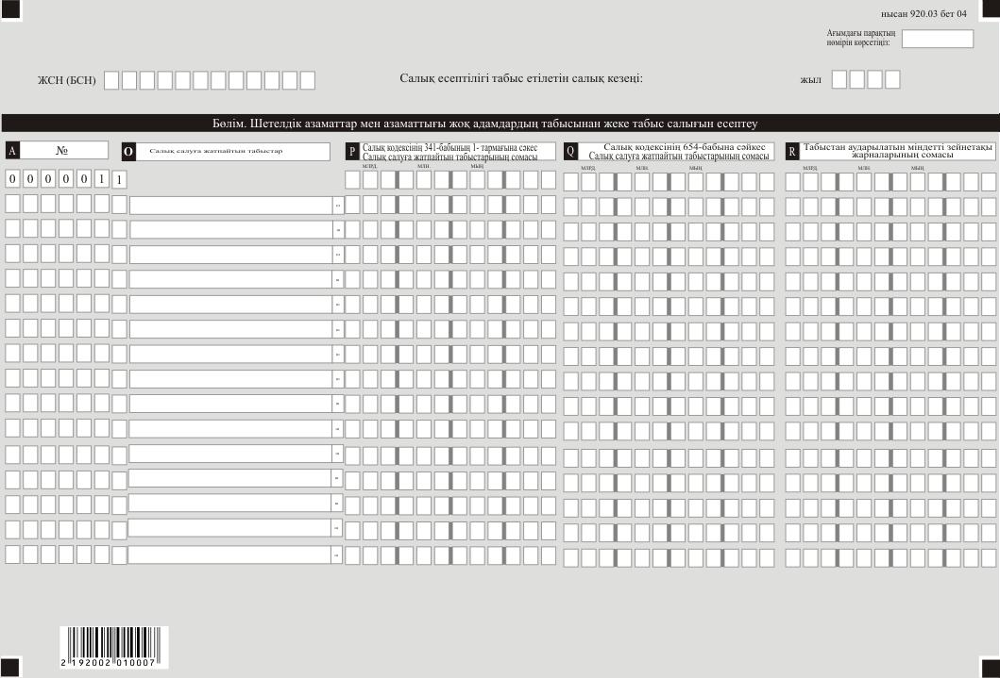 нысан 920.03 бет 04
Ағымдағы парақтың
нөмірін көрсетіңіз:
ЖСН (БСН)
Салық есептілігі табыс етілетін салық кезеңі:
жыл
Бөлім. Шетелдік азаматтар мен азаматтығы жоқ адамдардың табысынан жеке табыс салығын есептеу
A №
O Салық салуға жатпайтын табыстар
P Салық кодексінің 341-бабының 1- тармағына сәкес
Салық салуға жатпайтын табыстарының сомасы
Q Салық кодексінің 654-бабына сәйкес
Салық салуға жатпайтын табыстарының сомасы
R Табыстан аударылатын міндетті зейнетақы
жарналарының сомасы
МЛРД. МЛН. МЫҢ
МЛРД. МЛН. МЫҢ
МЛРД. МЛН. МЫҢ
0 0 0 0 0 1 1
2 192002 010007